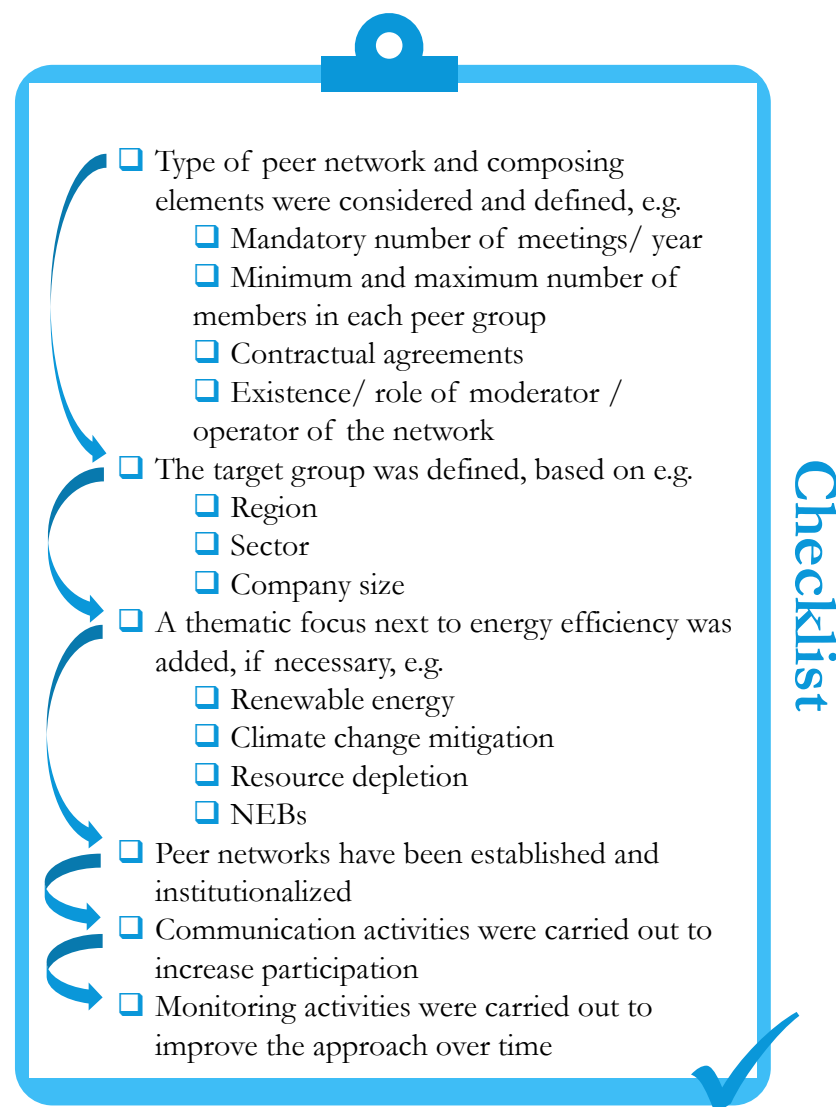 ❑ Type of peer network and composing
elements were considered and defined, e.g.
❑ Mandatory number of meetings/ year
❑ Minimum and maximum number of
members in each peer group
❑ Contractual agreements
❑ Existence/ role of moderator /
operator of the network
❑ The target group was defined, based on e.g.
❑ Region
❑ Sector
❑ Company size
❑ A thematic focus next to energy efficiency was
added, if necessary, e.g.
❑ Renewable energy
❑ Climate change mitigation
❑ Resource depletion
❑ NEBs
❑ Peer networks have been established and
institutionalized
❑ Communication activities were carried out to
increase participation
❑ Monitoring activities were carried out to
improve the approach over time
Checklist